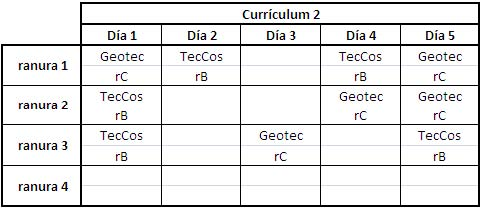 Currículum 2
Día 1 Día 2 Día 3 Día 4 Día 5
ranura 1 Geotec TecCos TecCos Geotec
rC rB rB rC
ranura 2 TecCos Geotec Geotec
rB rC rC
ranura 3 TecCos Geotec TecCos
rB rC rB
ranura 4